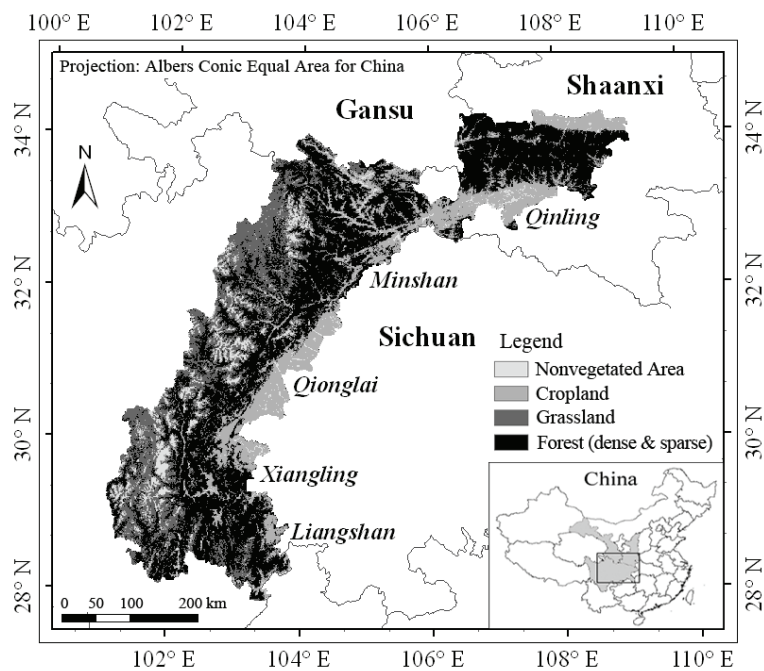 100° E 102° E 104° E 106° E 108° E 110° E
Projection: Albers Conic Equal Area for China
Shaanxi
Gansu
34° N
34° N
N
Qinling
Minshan
32° N
32° N
Sichuan
Legend
Nonvegetated Area
Cropland
Grassland
Forest (dense & sparse)
Qionglai
30° N
30° N
China
Xiangling
Liangshan
28° N
28° N
0 50 100 200 km
102° E 104° E 106° E 108° E 110° E